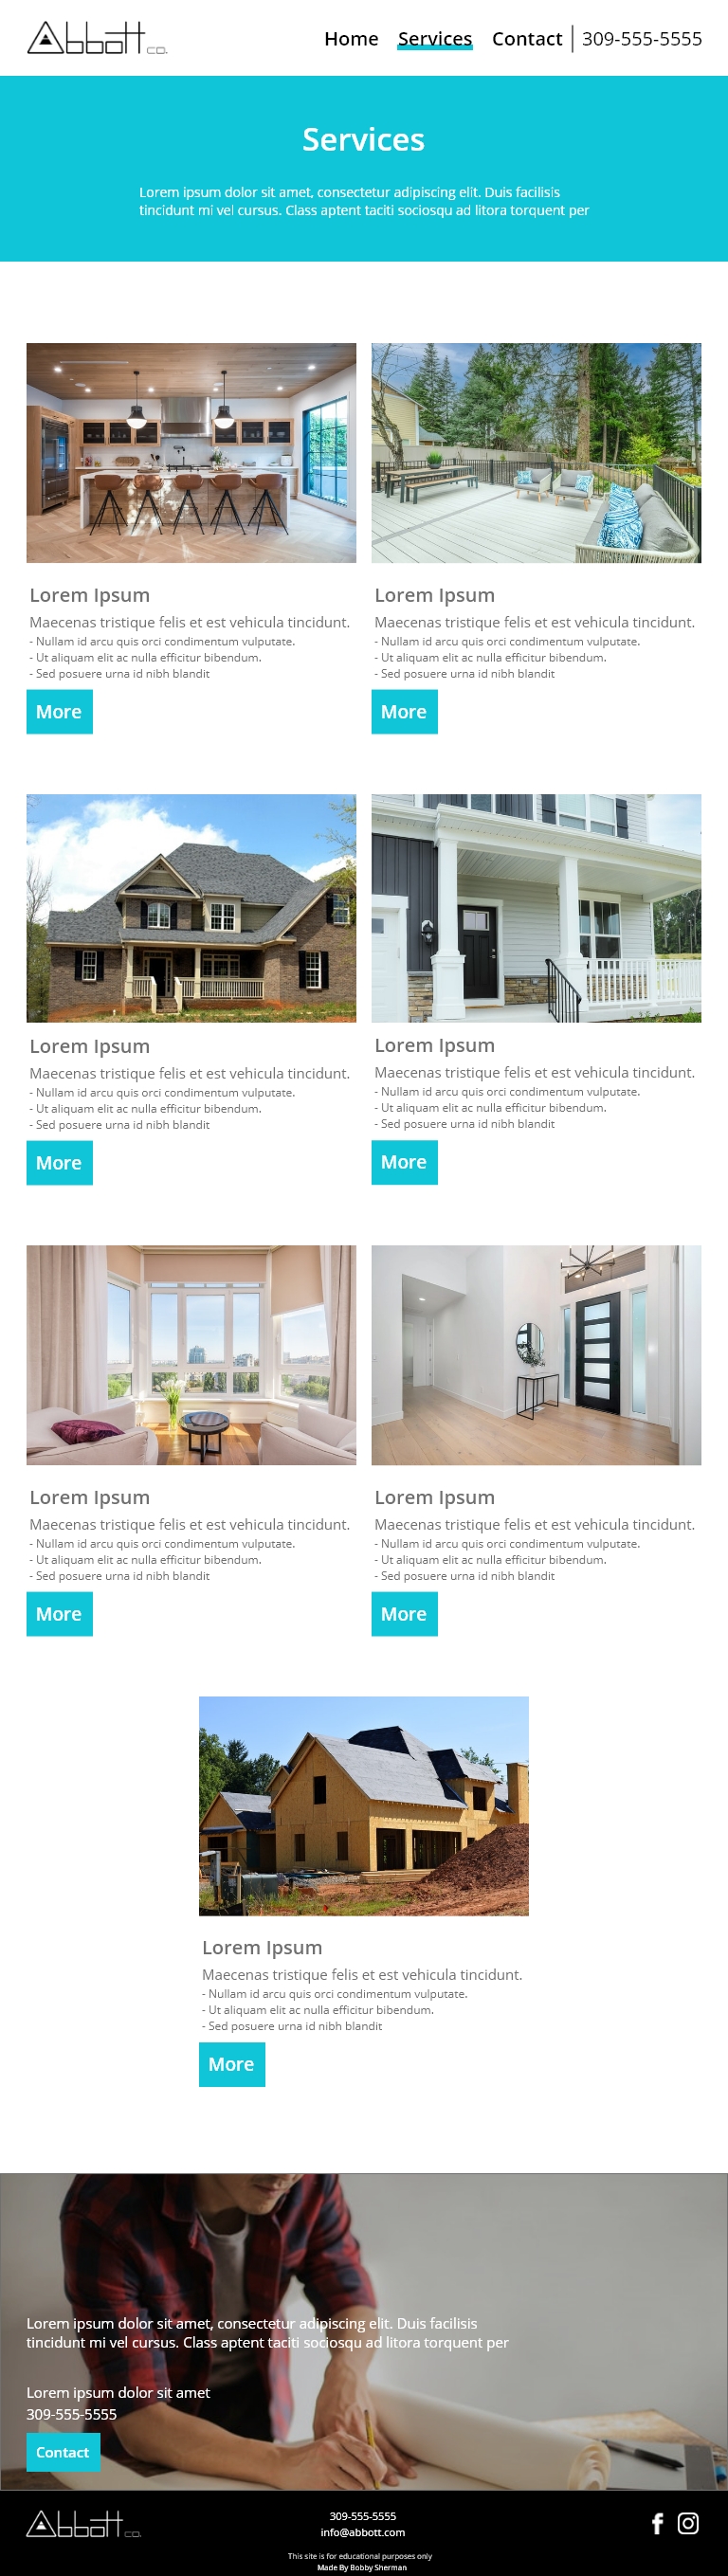 Abbott CO.
Home Services Contact 309-555-5555
Services
Lorem ipsum dolor sit amet, consectetur adipiscing elit. Duis facilisis
tincidunt mi vel cursus. Class aptent taciti sociosqu ad litora torquent per
Lorem Ipsum
Maecenas tristique felis et est vehicula tincidunt.
- Nullam id arcu quis orci condimentum vulputate.
- Ut aliquam elit ac nulla efficitur bibendum.
- Sed posuere urna id nibh blandit
More
Lorem Ipsum
Maecenas tristique felis et est vehicula tincidunt.
- Nullam id arcu quis orci condimentum vulputate.
- Ut aliquam elit ac nulla efficitur bibendum.
- Sed posuere urna id nibh blandit
More
Lorem Ipsum
Maecenas tristique felis et est vehicula tincidunt.
- Nullam id arcu quis orci condimentum vulputate.
- Ut aliquam elit ac nulla efficitur bibendum.
- Sed posuere urna id nibh blandit
More
Lorem Ipsum
Maecenas tristique felis et est vehicula tincidunt.
- Nullam id arcu quis orci condimentum vulputate.
- Ut aliquam elit ac nulla efficitur bibendum.
- Sed posuere urna id nibh blandit
More
Lorem Ipsum
Maecenas tristique felis et est vehicula tincidunt.
- Nullam id arcu quis orci condimentum vulputate.
- Ut aliquam elit ac nulla efficitur bibendum.
- Sed posuere urna id nibh blandit
More
Lorem Ipsum
Maecenas tristique felis et est vehicula tincidunt.
- Nullam id arcu quis orci condimentum vulputate.
- Ut aliquam elit ac nulla efficitur bibendum.
- Sed posuere urna id nibh blandit
More
Lorem Ipsum
Maecenas tristique felis et est vehicula tincidunt.
- Nullam id arcu quis orci condimentum vulputate.
- Ut aliquam elit ac nulla efficitur bibendum.
- Sed posuere urna id nibh blandit
More
Lorem ipsum dolor sit amet, consectetur adipiscing elit. Duis facilisis
tincidunt mi vel cursus. Class aptent taciti sociosqu ad litora torquent per
Lorem ipsum dolor sit amet
309-555-5555
Contact
Abbott CO.
309-555-5555
info@abbott.com
This site is for educational purposes only
Made By Bobby Sherman